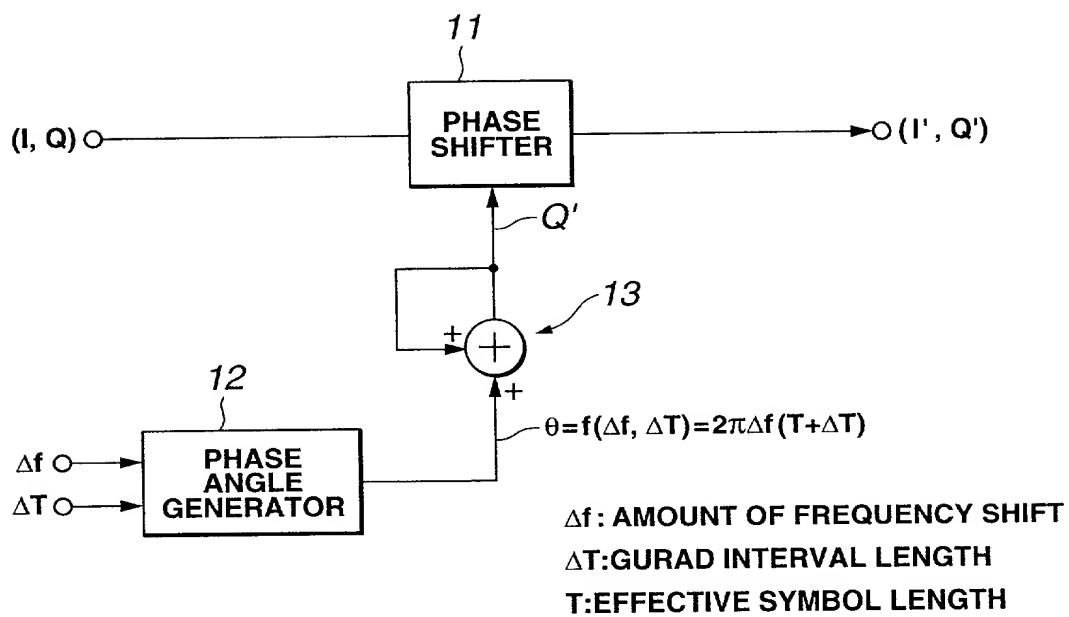 11
(I, Q)
PHASE
SHIFTER
(I', Q')
Q'
13
+
+
+
12
θ=f(Δf, ΔT)=2πΔf(T+ΔT)
Δf
ΔT
PHASE
ANGLE
GENERATOR
Δf: AMOUNT OF FREQUENCY SHIFT
ΔT:GURAD INTERVAL LENGTH
T:EFFECTIVE SYMBOL LENGTH